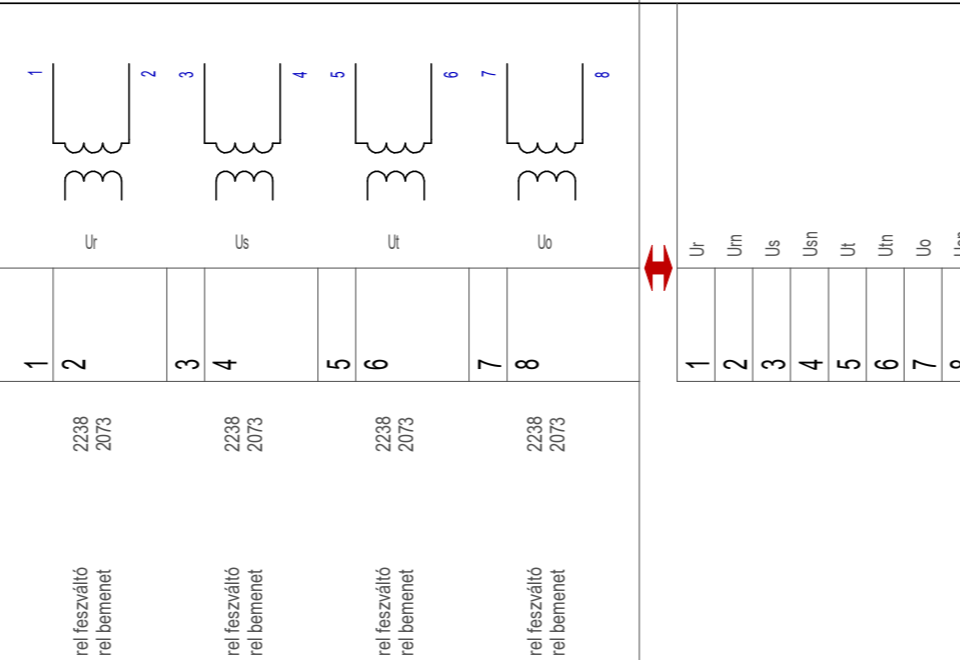 1 2 3 4 5 6 7 8
Ur Us Ut Uo
Ur Urn Us Usn Ut Utn Uo
1 2 3 4 5 6 7 8
1 2 3 4 5 6 7
2238 2238 2238 2238
2073 2073 2073 2073
rel feszváltó rel feszváltó rel feszváltó rel feszváltó
rel bemenet rel bemenet rel bemenet rel bemenet